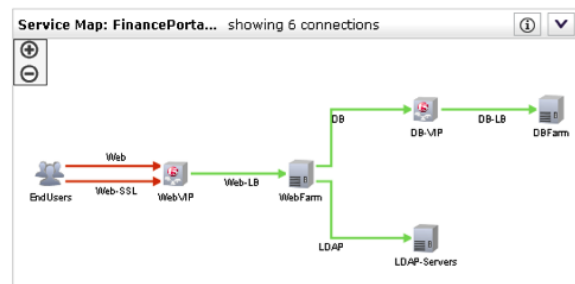 Service Map: FinancePorta... showing 6 connections
DB
DB-VIP
DB-LB
DBFarm
Web
Web-SSL
EndUsers
WebVIP
Web-LB
WebFarm
LDAP
LDAP-Servers